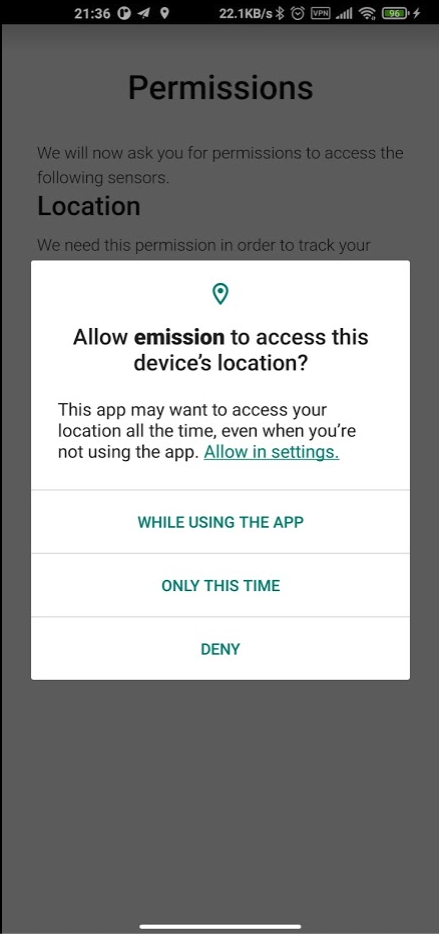 21:36 22.1KB/s VPN 96
Permissions
We will now ask you for permissions to access the
following sensors.
Location
We need this permission in order to track your
Allow emission to access this
device's location?
This app may want to access your
location all the time, even when you're
not using the app. Allow in settings.
WHILE USING THE APP
ONLY THIS TIME
DENY